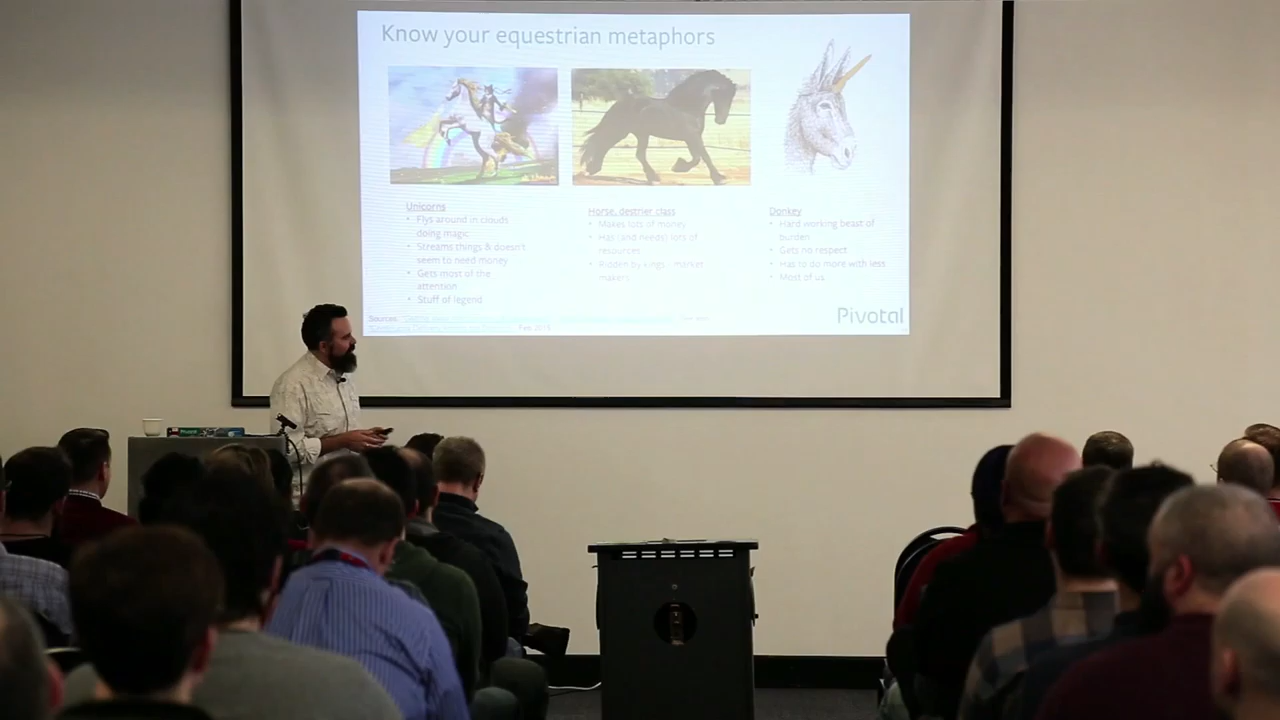 Know your equestrian metaphors
Unicorns
• Flys around in clouds
doing magic
• Streams things & doesn't
seem to need money
• Gets most of the
attention
• Stuff of legend
Horse, destrier class
• Makes lots of money
• Has (and needs) lots of
resources
• Ridden by kings - market
makers
Donkey
• Hard working beast of
burden
• Gets no respect
• Has to do more with less
• Most of us
Sources:
Feb 2015
Pivotal